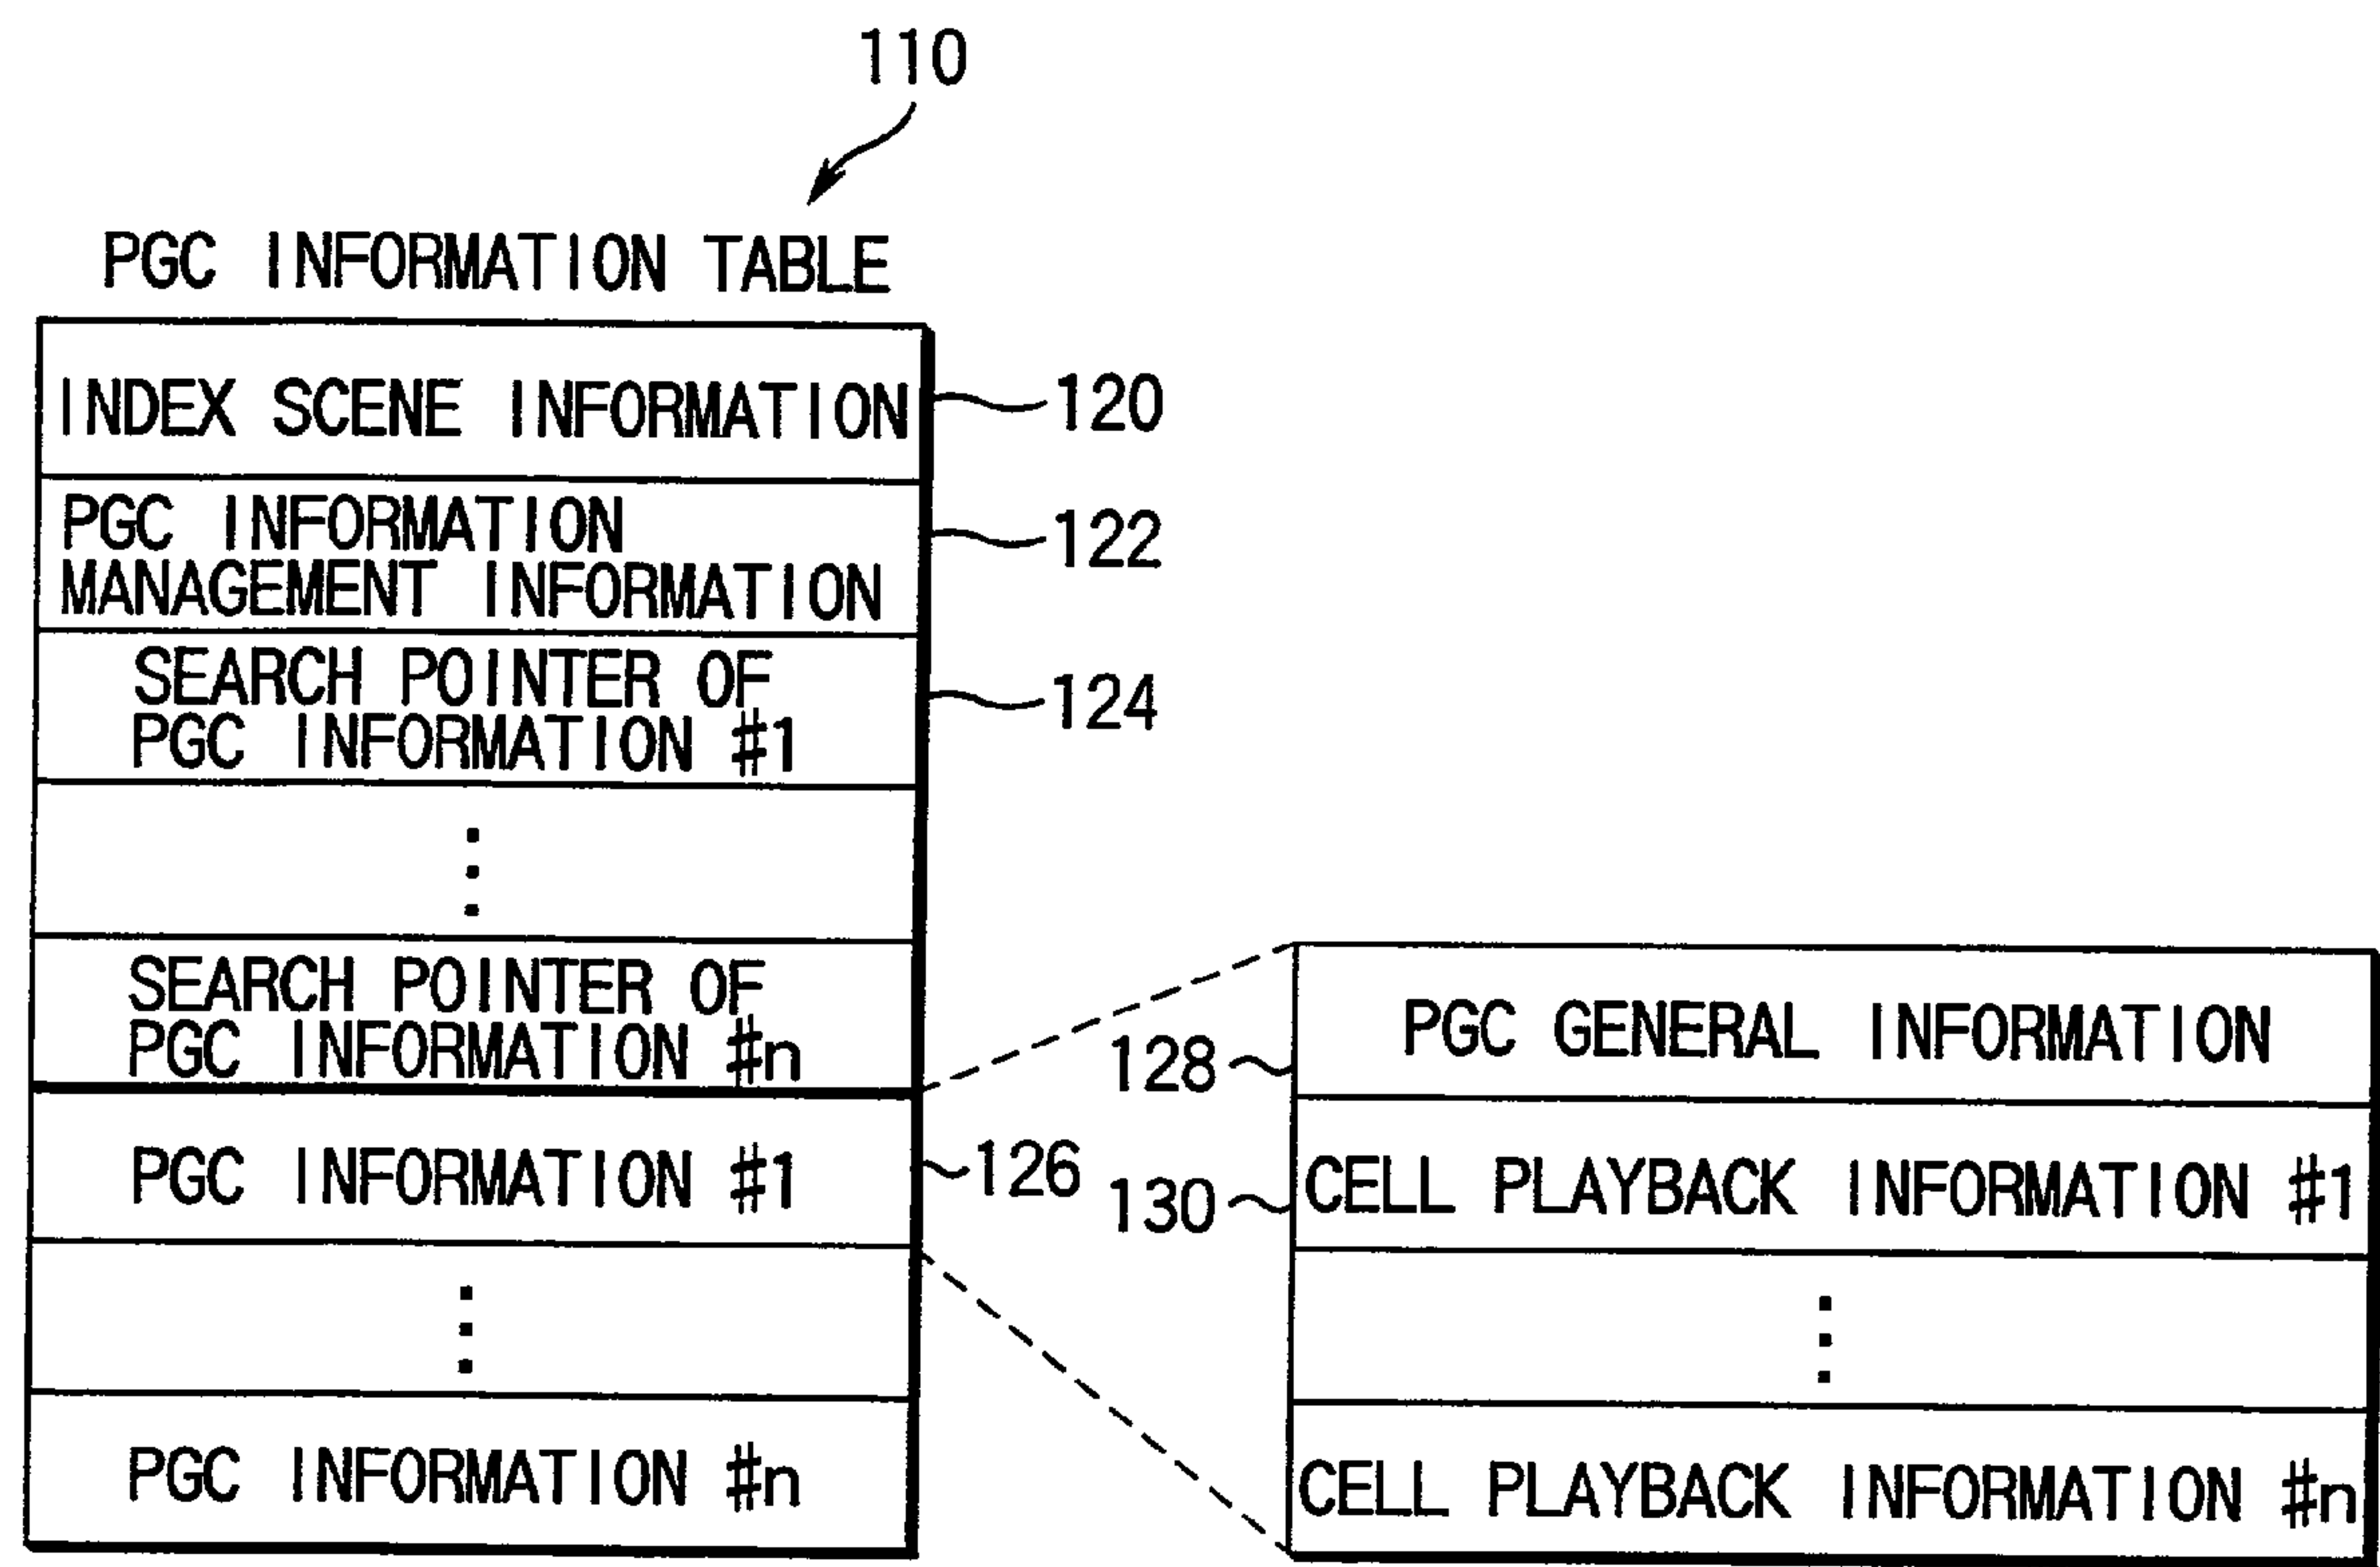 110
PGC INFORMATION TABLE
INDEX SCENE INFORMATION
120
PGC INFORMATION
MANAGEMENT INFORMATION
122
SEARCH POINTER OF
PGC INFORMATION #1
124
SEARCH POINTER OF
PGC INFORMATION #n
PGC INFORMATION #1
126
PGC INFORMATION #n
128
PGC GENERAL INFORMATION
130
CELL PLAYBACK INFORMATION #1
CELL PLAYBACK INFORMATION #n